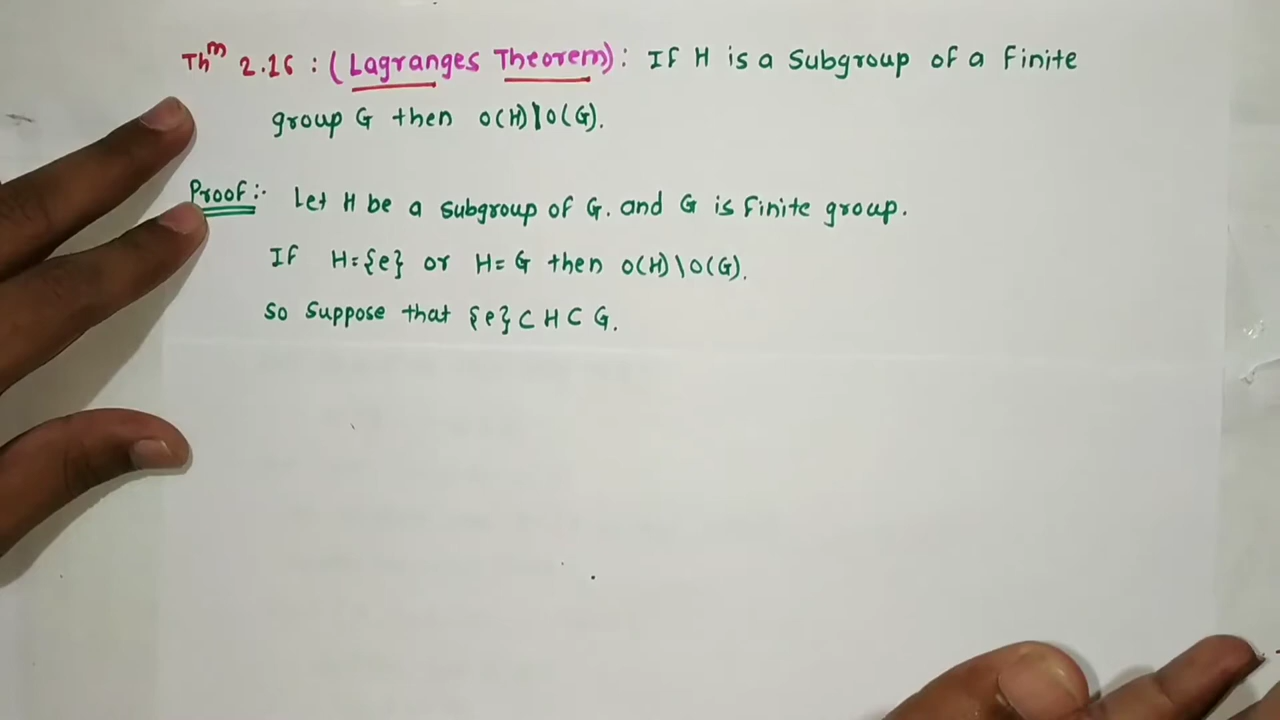 Thm 2.16 : (Lagranges Theorem) : If H is a subgroup of a finite
group G then o(H)|o(G).
Proof:- Let H be a subgroup of G. and G is finite group.
If H={e} or H= G then o(H)\o(G).
so suppose that {e} ⊂ H ⊂ G.